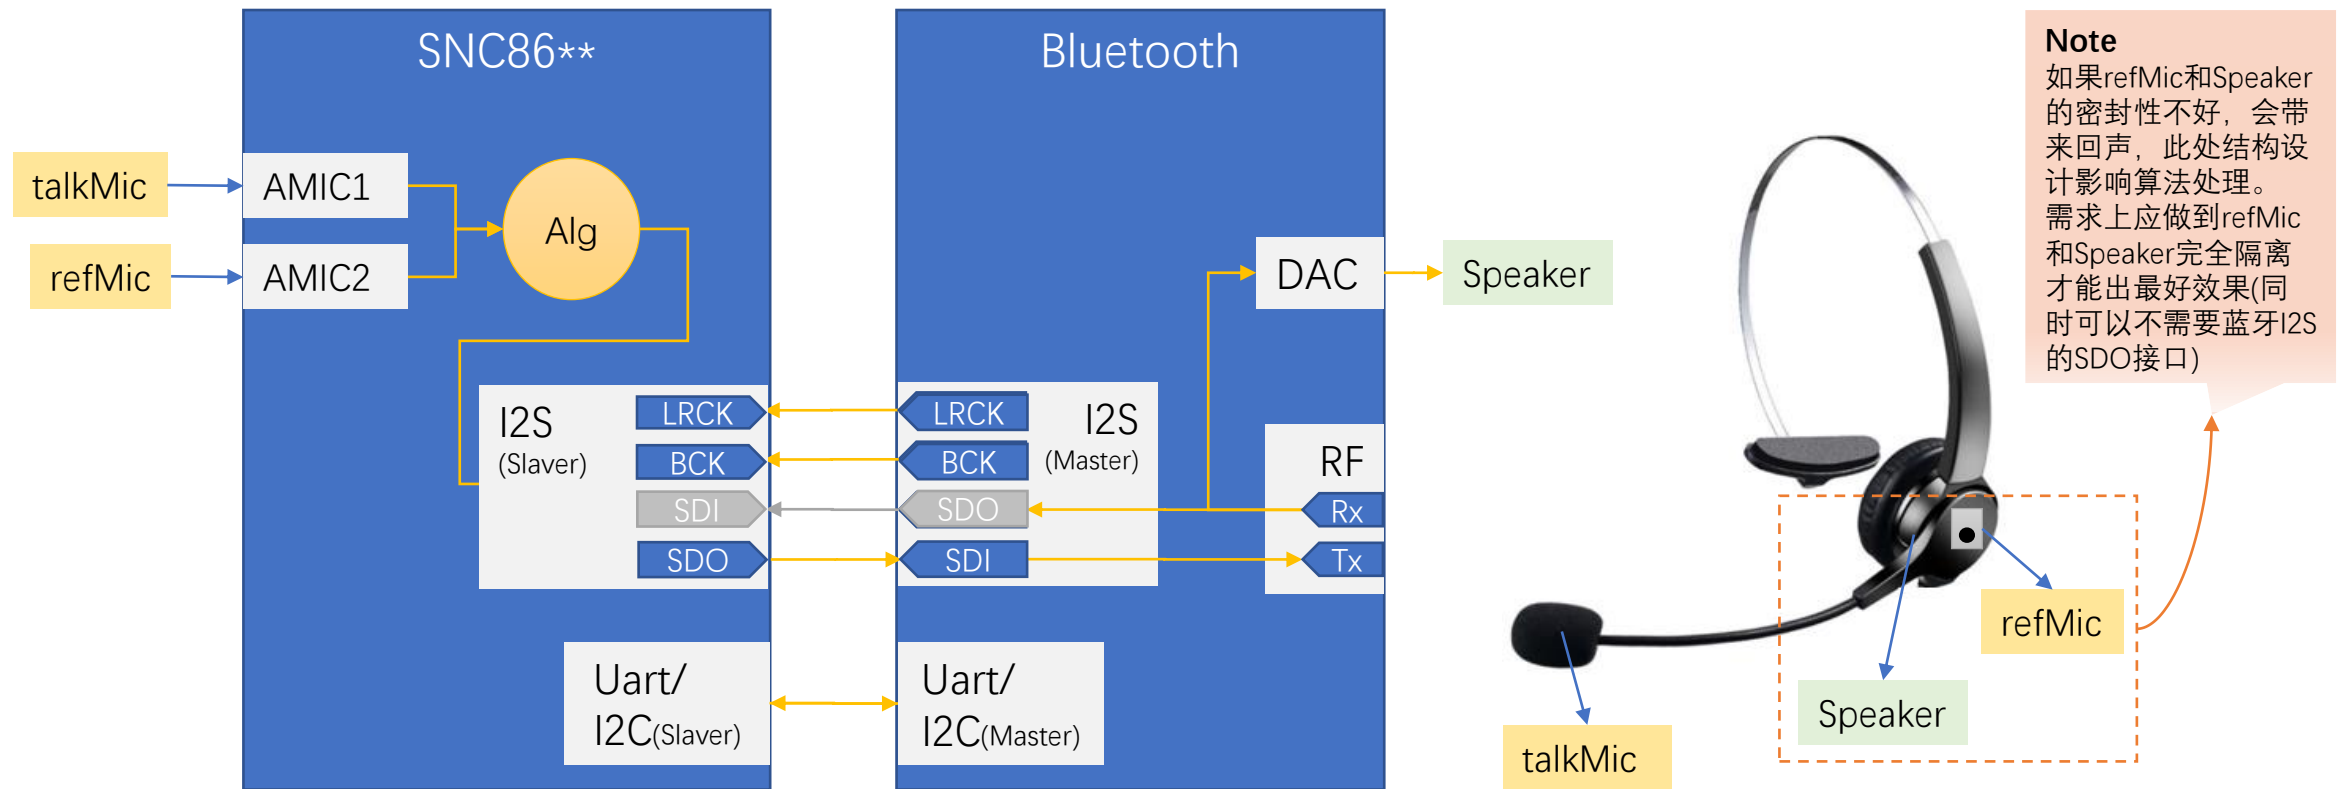 SNC86**
talkMic
AMIC1
refMic
AMIC2
Alg
I2S
(Slaver)
LRCK
BCK
SDI
SDO
Uart/
I2C(Slaver)
Bluetooth
DAC
Speaker
LRCK
BCK
SDO
SDI
I2S
(Master)
RF
Rx
Tx
Uart/
I2C(Master)
Note
如果refMic和Speaker
的密封性不好，会带
来回声，此处结构设
计影响算法处理。
需求上应做到refMic
和Speaker完全隔离
才能出最好效果(同
时可以不需要蓝牙I2S
的SDO接口)
refMic
Speaker
talkMic